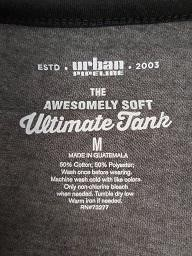 ESTD • urban • 2003
PIPELINE
THE
AWESOMELY SOFT
Ultimate Tank
M
MADE IN GUATEMALA
50% Cotton; 50% Polyester;
Wash once before wearing.
Machine wash cold with like colors
Only non-chlorine bleach
when needed. Tumble dry low
Warm iron if needed.
RN#73277